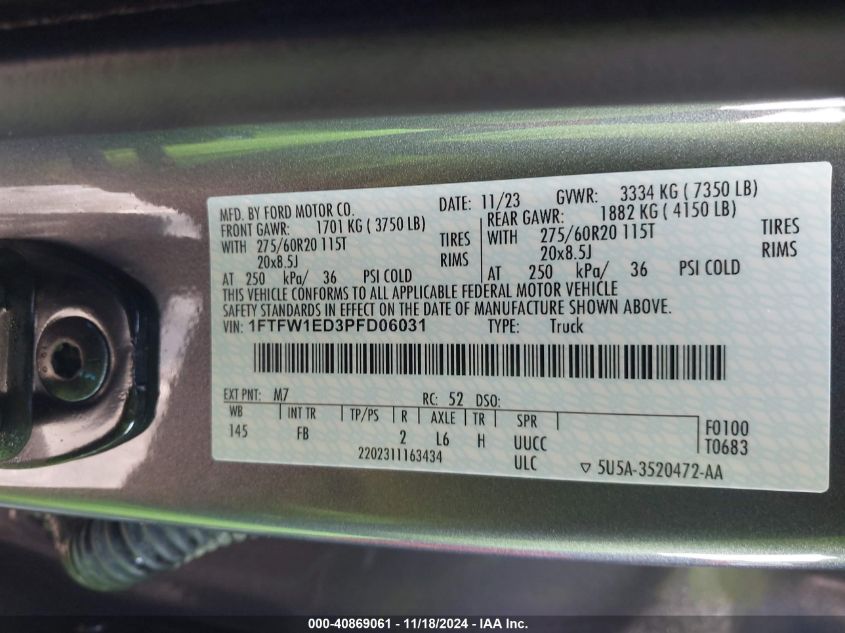 MFD. BY FORD MOTOR CO.
DATE: 11/23 GVWR: 3334 KG ( 7350 LB)
FRONT GAWR: 1701 KG ( 3750 LB)
REAR GAWR: 1882 KG ( 4150 LB)
WITH 275/60R20 115T TIRES
WITH 275/60R20 115T TIRES
20x8.5J RIMS
20x8.5J RIMS
AT 250 kPa/ 36 PSI COLD
AT 250 kPa/ 36 PSI COLD
THIS VEHICLE CONFORMS TO ALL APPLICABLE FEDERAL MOTOR VEHICLE
SAFETY STANDARDS IN EFFECT ON THE DATE OF MANUFACTURE SHOWN ABOVE.
VIN: 1FTFW1ED3PFD06031 TYPE: Truck
EXT PNT: M7 RC: 52 DSO:
WB INT TR TP/PS R AXLE TR SPR F0100
145 FB 2 L6 H UUCC T0683
2202311163434 ULC ▽ 5U5A-3520472-AA
000-40869061 - 11/18/2024 - IAA Inc.